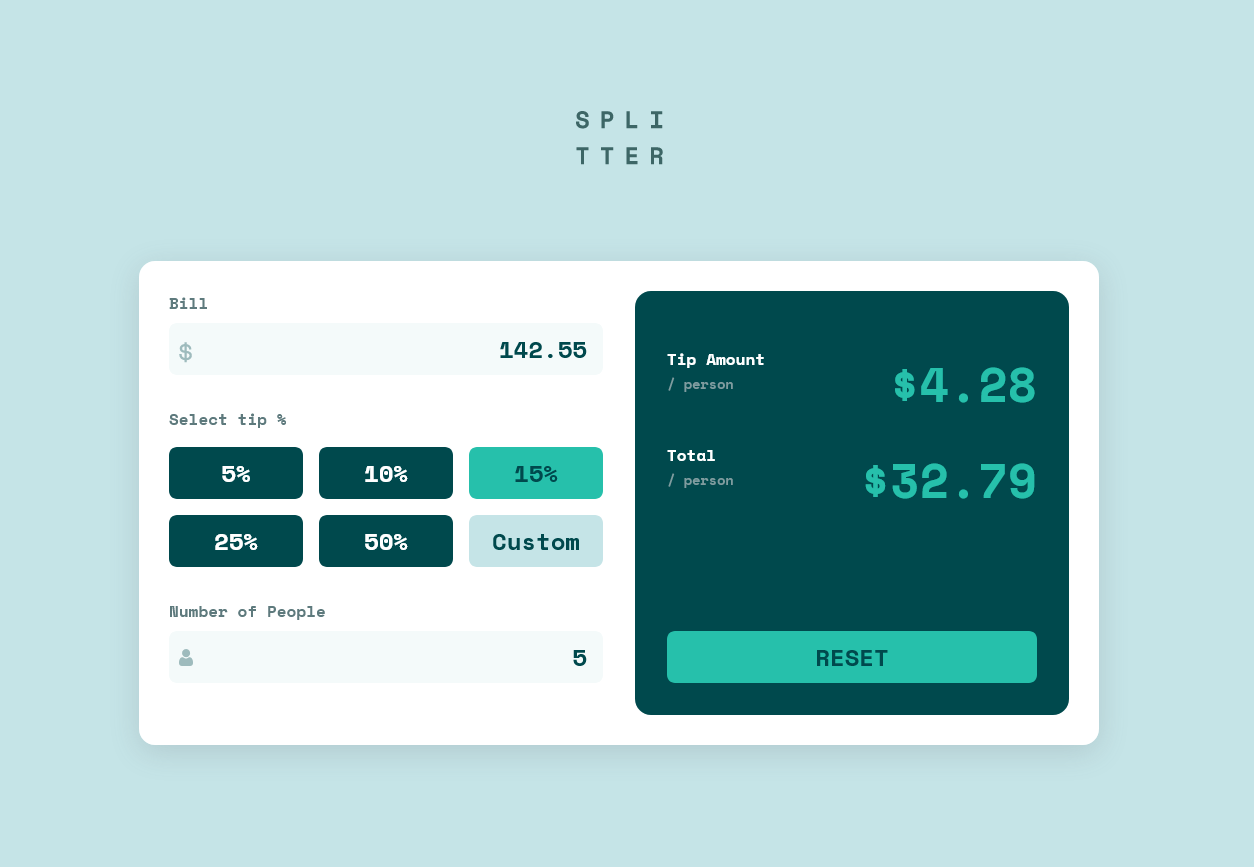 SPLI
TTER
Bill
$ 142.55
Select tip %
5% 10% 15%
25% 50% Custom
Number of People
5
Tip Amount
/ person
$4.28
Total
/ person
$32.79
RESET